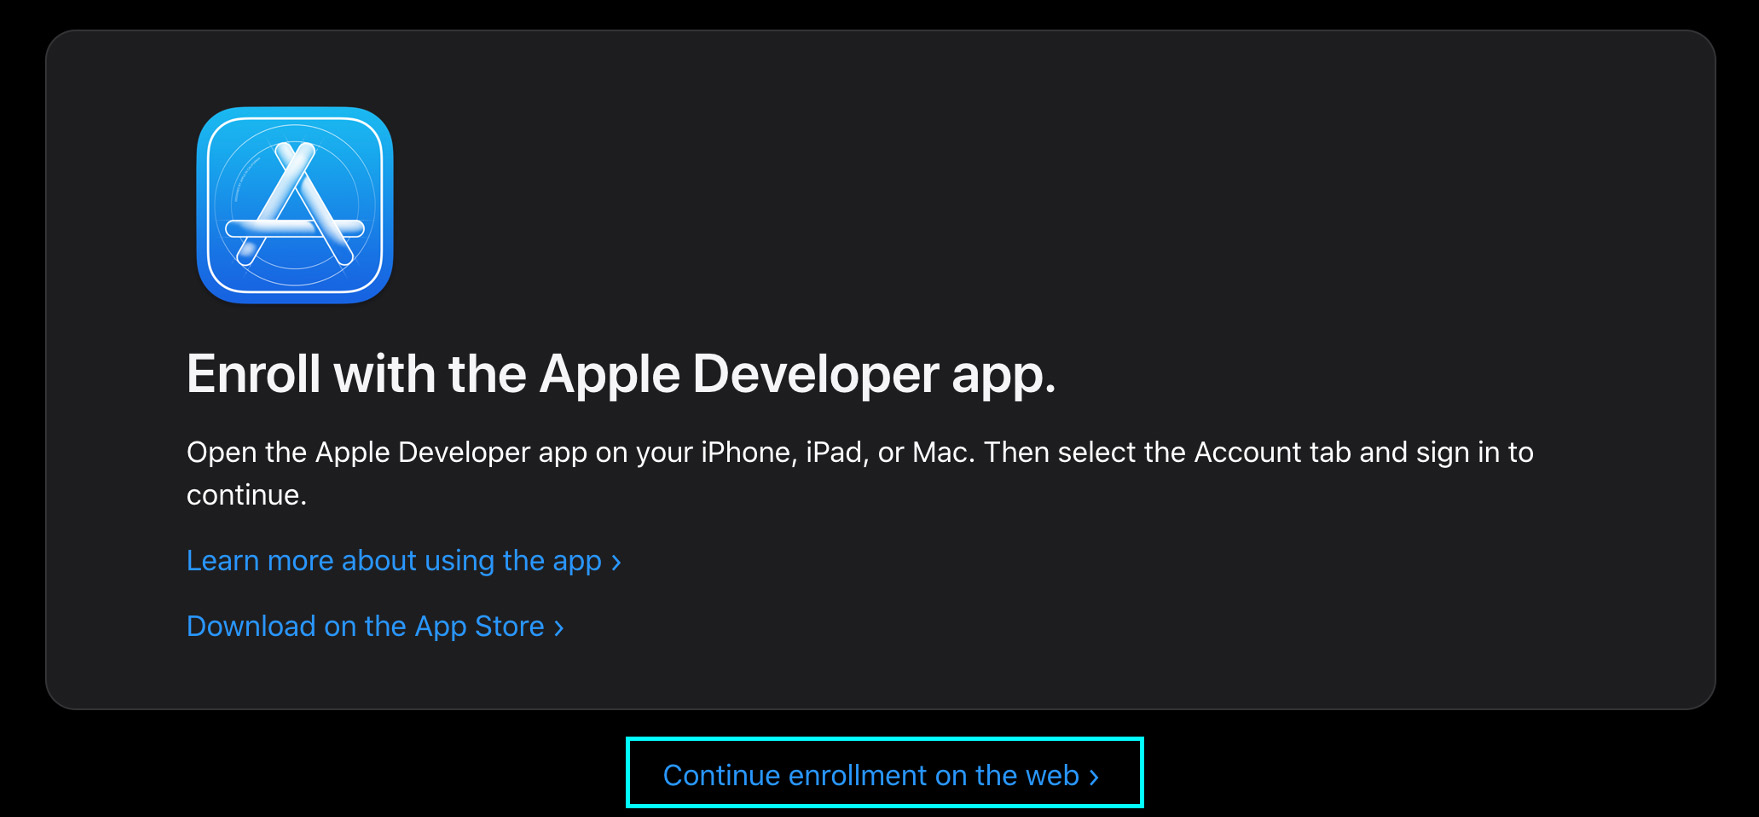 Enroll with the Apple Developer app.
Open the Apple Developer app on your iPhone, iPad, or Mac. Then select the Account tab and sign in to
continue.
Learn more about using the app ›
Download on the App Store ›
Continue enrollment on the web ›